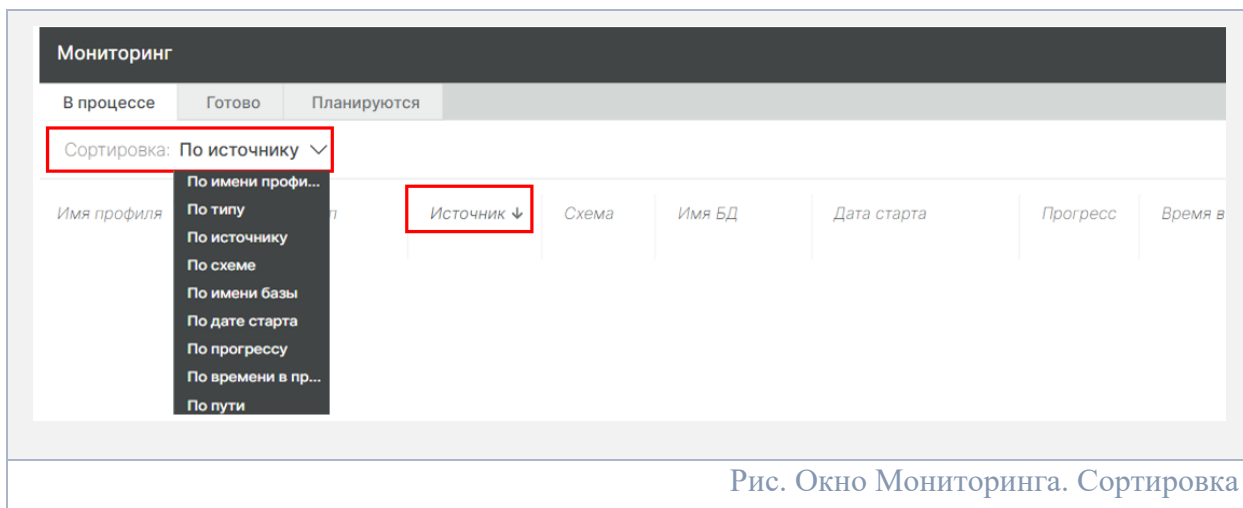 Мониторинг
В процессе Готово Планируются
Сортировка: По источнику
По имени профи...
Имя профиля По типу п Источник ↓ Схема Имя БД Дата старта Прогресс Время в
По источнику
По схеме
По имени базы
По дате старта
По прогрессу
По времени в пр...
По пути
Рис. Окно Мониторинга. Сортировка